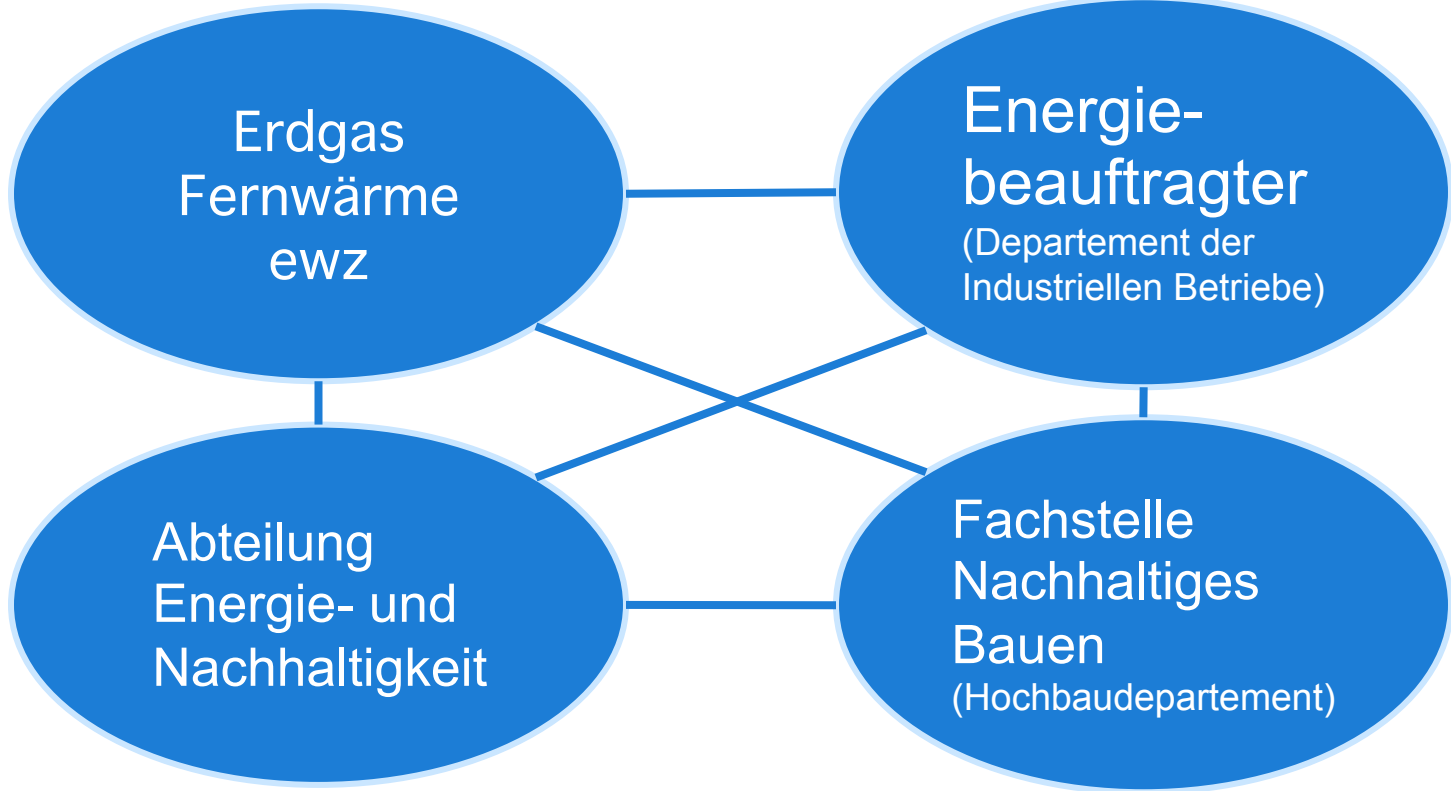 Erdgas
Fernwärme
ewz
Energie-
beauftragter
(Departement der
Industriellen Betriebe)
Abteilung
Energie- und
Nachhaltigkeit
Fachstelle
Nachhaltiges
Bauen
(Hochbaudepartement)